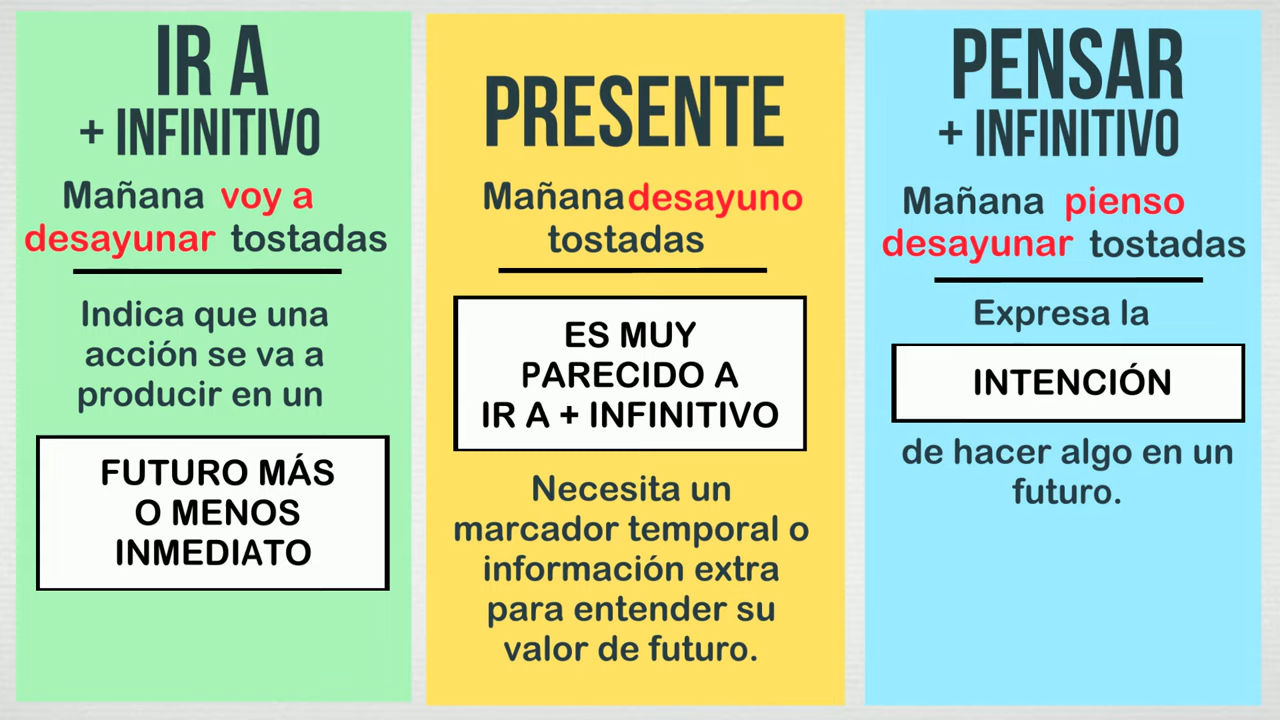 IR A
+ INFINITIVO
Mañana voy a
desayunar tostadas
Indica que una
acción se va a
producir en un
FUTURO MÁS
O MENOS
INMEDIATO
PRESENTE
Mañana desayuno
tostadas
ES MUY
PARECIDO A
IR A + INFINITIVO
Necesita un
marcador temporal o
información extra
para entender su
valor de futuro.
PENSAR
+ INFINITIVO
Mañana pienso
desayunar tostadas
Expresa la
INTENCIÓN
de hacer algo en un
futuro.